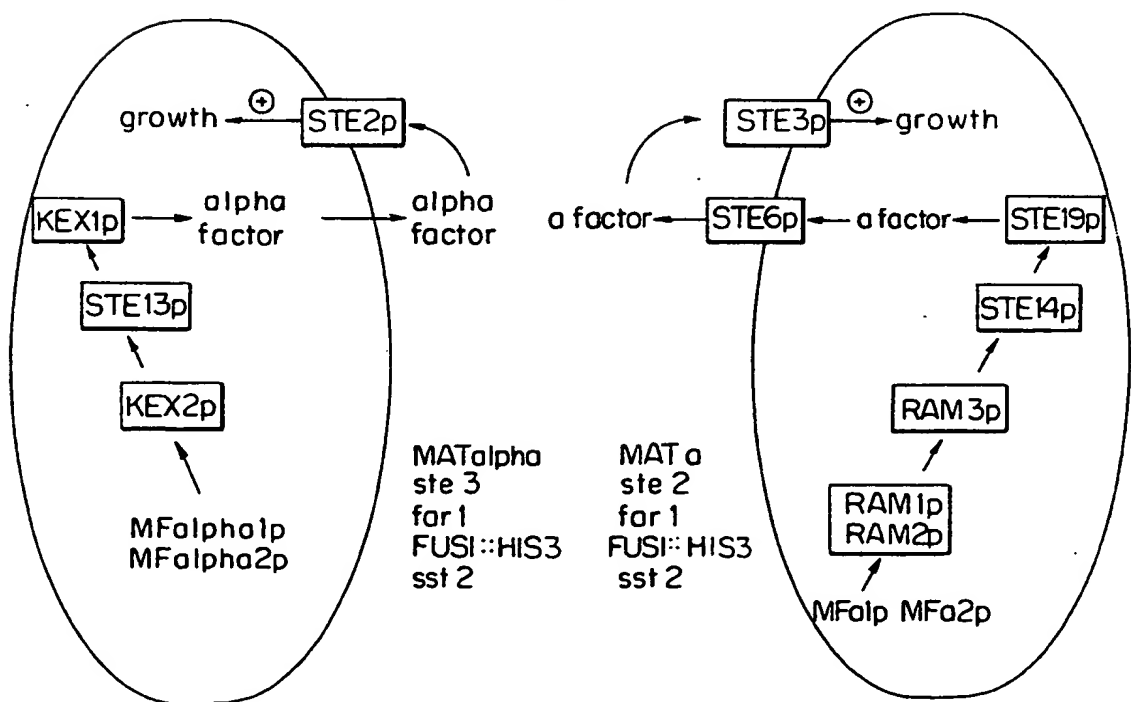 growth
+
STE2p
KEX1p
alpha
factor
alpha
factor
STE13p
KEX2p
MFalpha1p
MFalpha2p
MATalpha
ste 3
far 1
FUS1::HIS3
sst 2
MAT a
ste 2
far 1
FUS1::HIS3
sst 2
STE3p
+
growth
a factor
STE6p
a factor
STE19p
STE14p
RAM3p
RAM1p
RAM2p
MFa1p MFa2p